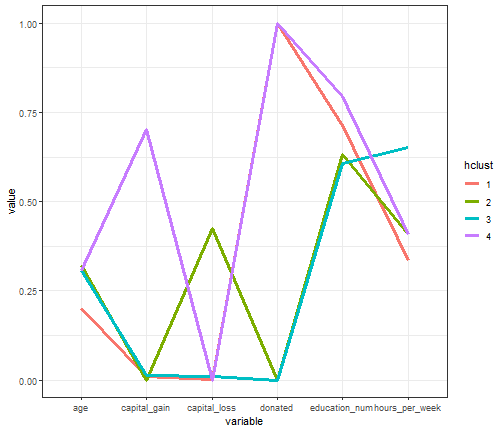 1.00
0.75
0.50
0.25
0.00
value
age capital_gain capital_loss donated education_num hours_per_week
variable
hclust
1
2
3
4